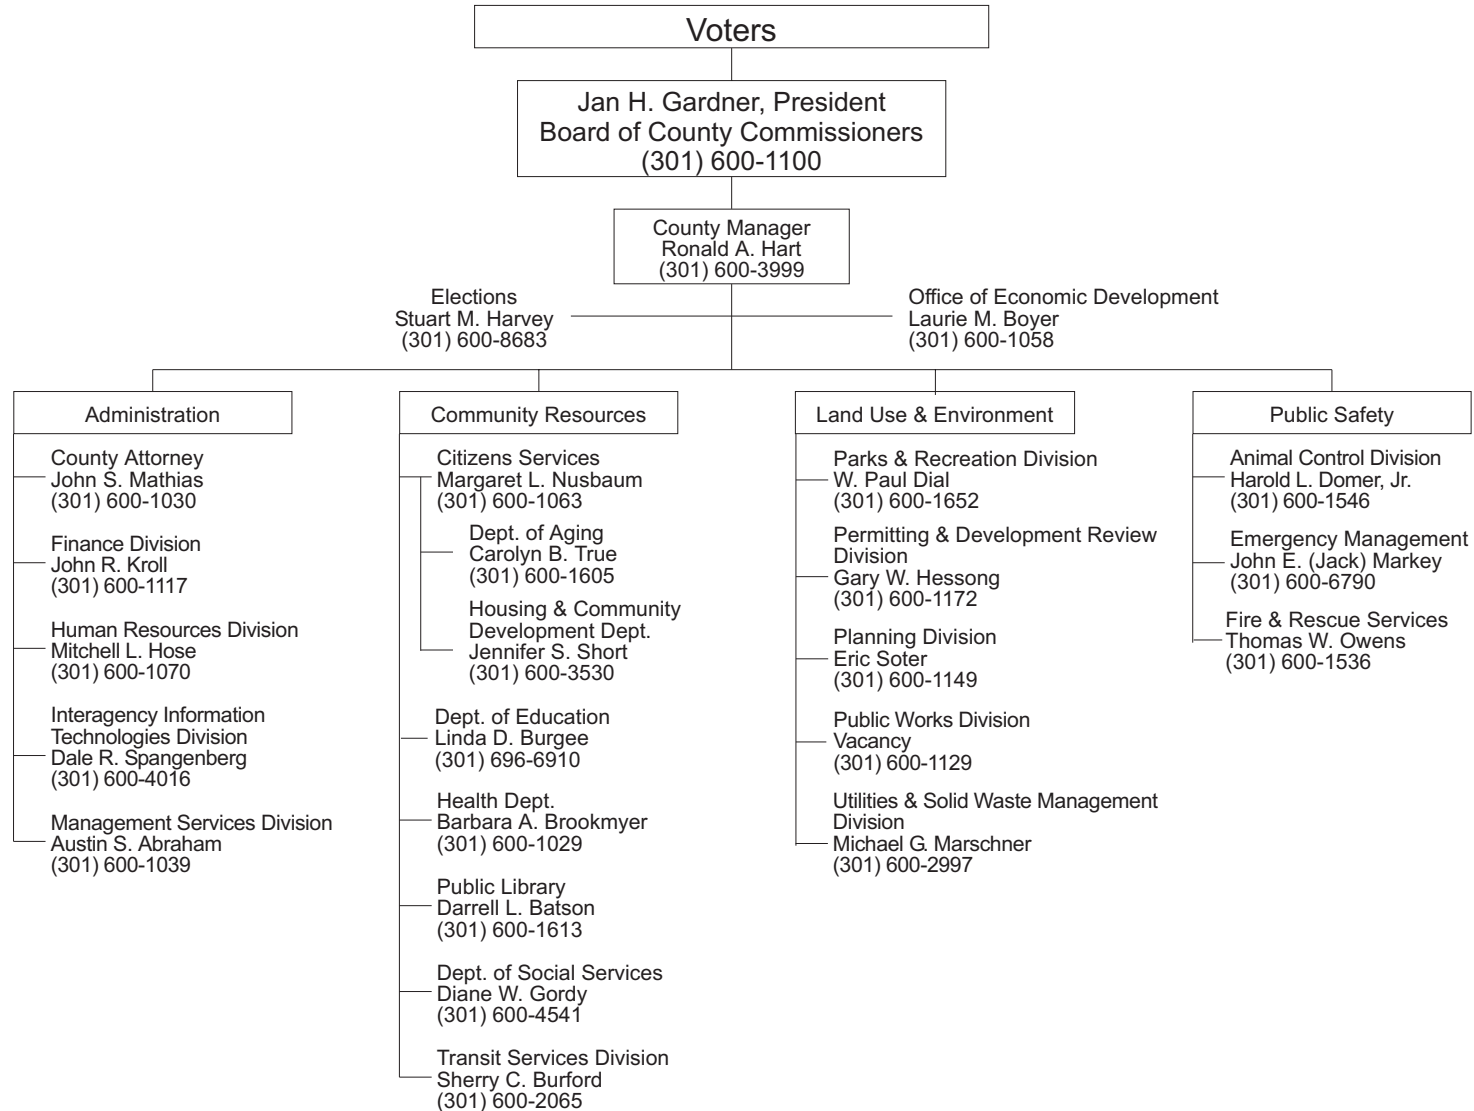 Voters
Jan H. Gardner, President
Board of County Commissioners
(301) 600-1100
County Manager
Ronald A. Hart
(301) 600-3999
Elections
Stuart M. Harvey
(301) 600-8683
Office of Economic Development
Laurie M. Boyer
(301) 600-1058
Administration
County Attorney
John S. Mathias
(301) 600-1030
Finance Division
John R. Kroll
(301) 600-1117
Human Resources Division
Mitchell L. Hose
(301) 600-1070
Interagency Information
Technologies Division
Dale R. Spangenberg
(301) 600-4016
Management Services Division
Austin S. Abraham
(301) 600-1039
Community Resources
Citizens Services
Margaret L. Nusbaum
(301) 600-1063
Dept. of Aging
Carolyn B. True
(301) 600-1605
Housing & Community
Development Dept.
Jennifer S. Short
(301) 600-3530
Dept. of Education
Linda D. Burgee
(301) 696-6910
Health Dept.
Barbara A. Brookmyer
(301) 600-1029
Public Library
Darrell L. Batson
(301) 600-1613
Dept. of Social Services
Diane W. Gordy
(301) 600-4541
Transit Services Division
Sherry C. Burford
(301) 600-2065
Land Use & Environment
Parks & Recreation Division
W. Paul Dial
(301) 600-1652
Permitting & Development Review
Division
Gary W. Hessong
(301) 600-1172
Planning Division
Eric Soter
(301) 600-1149
Public Works Division
Vacancy
(301) 600-1129
Utilities & Solid Waste Management
Division
Michael G. Marschner
(301) 600-2997
Public Safety
Animal Control Division
Harold L. Domer, Jr.
(301) 600-1546
Emergency Management
John E. (Jack) Markey
(301) 600-6790
Fire & Rescue Services
Thomas W. Owens
(301) 600-1536